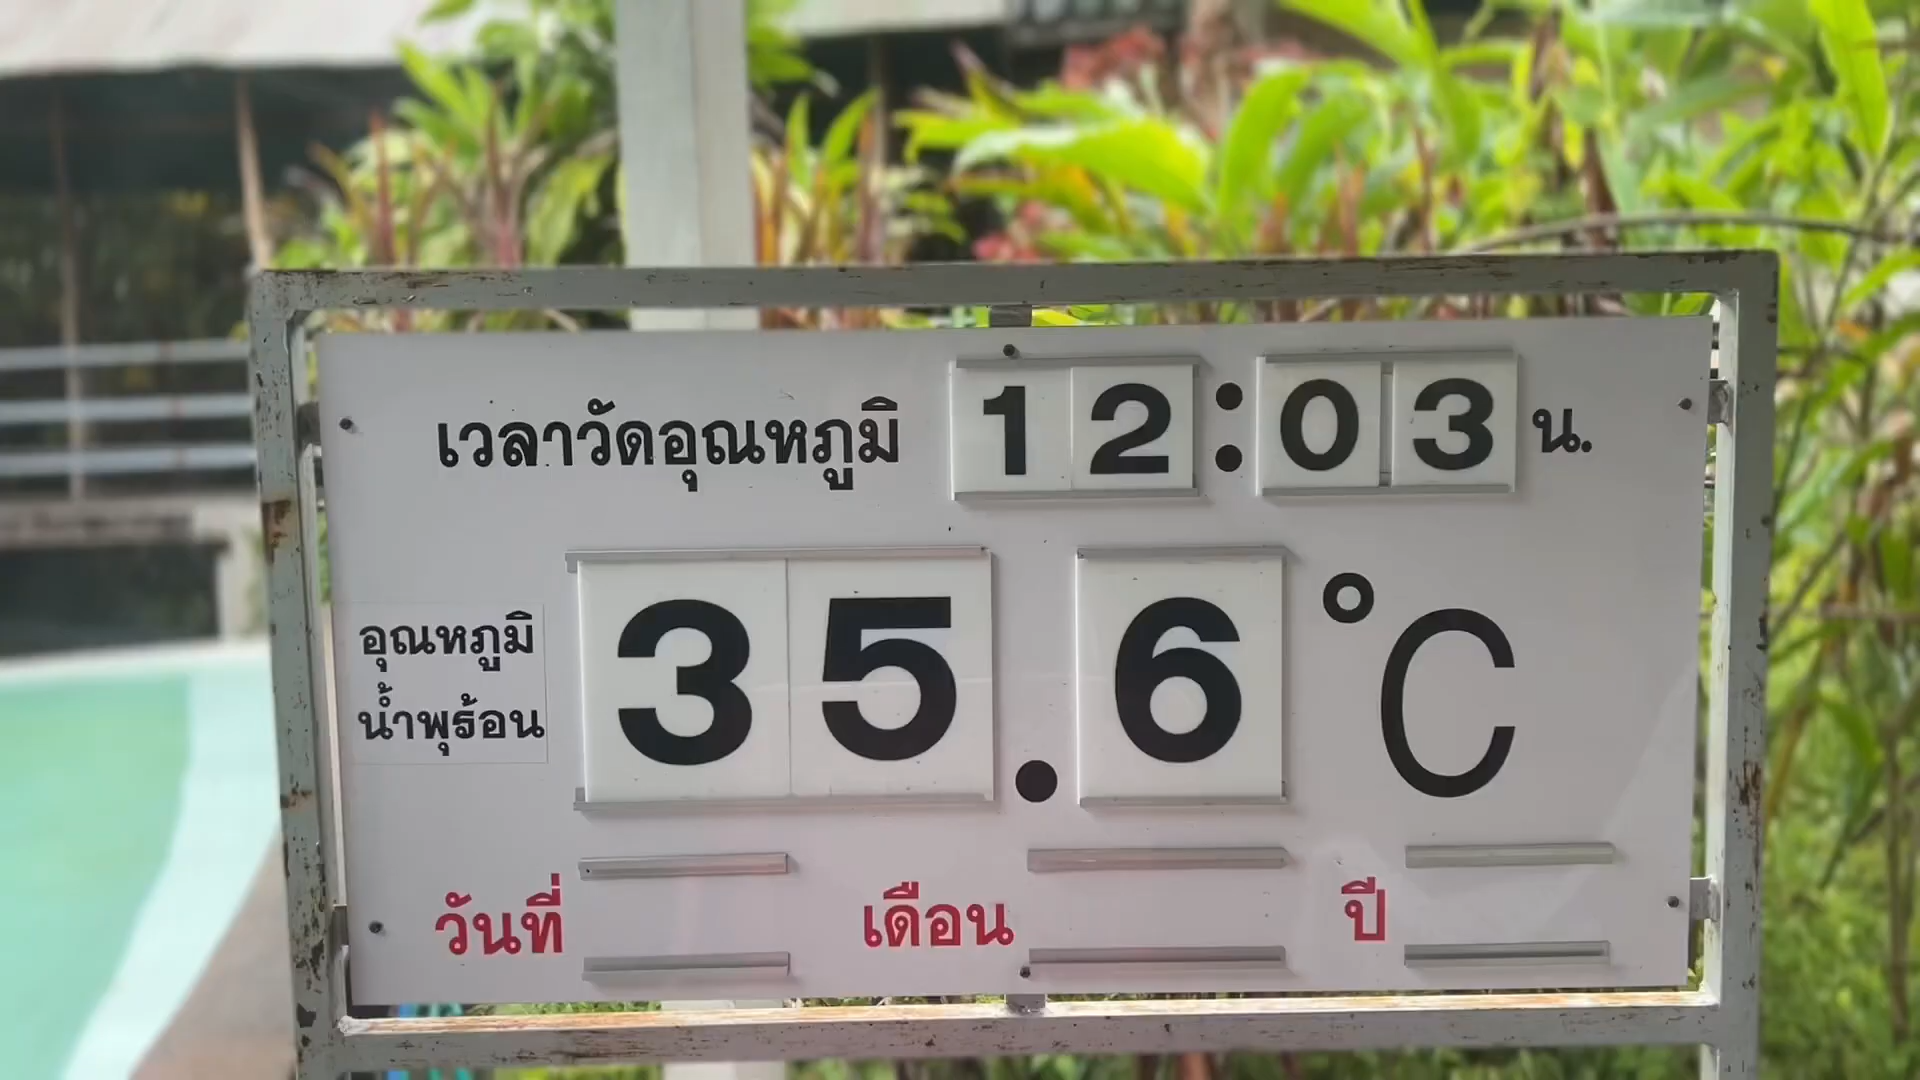 เวลาวัดอุณหภูมิ 12:03 น.
อุณหภูมิ
น้ำพุร้อน
35.6 °C
วันที่ เดือน ปี